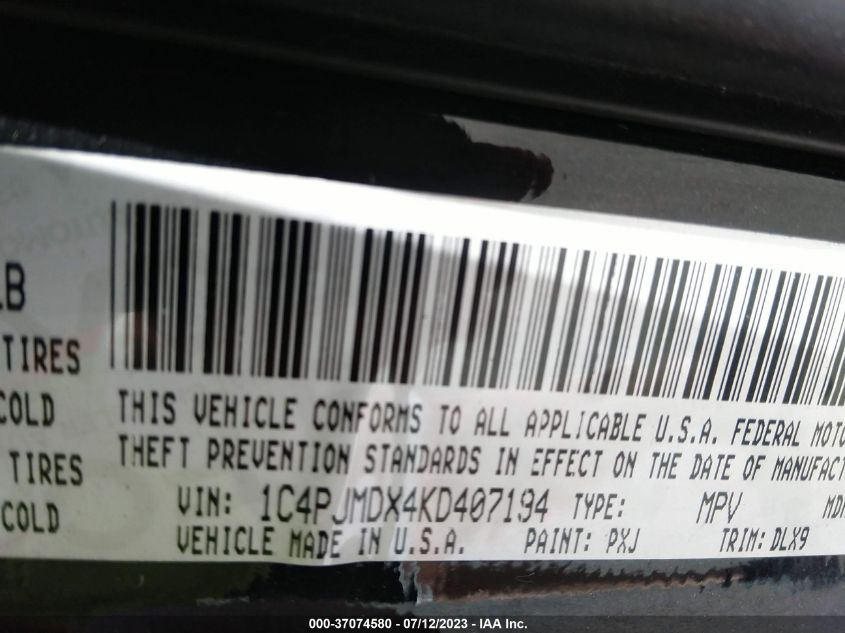 LB
TIRES
COLD
TIRES
COLD
THIS VEHICLE CONFORMS TO ALL APPLICABLE U.S.A. FEDERAL MOTO
THEFT PREVENTION STANDARDS IN EFFECT ON THE DATE OF MANUFACT
VIN: 1C4PJMDX4KD407194 TYPE: MPV MDH
VEHICLE MADE IN U.S.A. PAINT: PXJ TRIM: DLX9
000-37074580 - 07/12/2023 - IAA Inc.